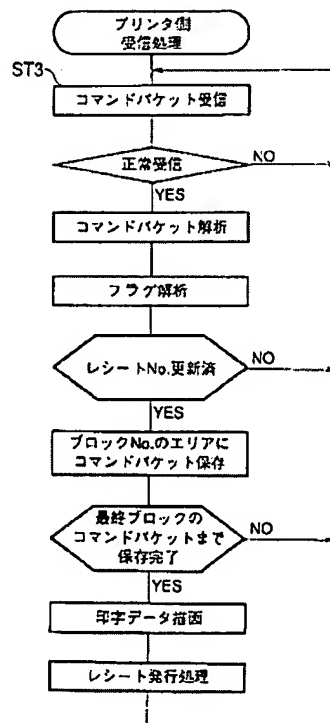 プリンタ側
受信処理
ST3
コマンドパケット受信
正常受信
NO
YES
コマンドパケット解析
フラグ解析
レシートNo.更新済
NO
YES
ブロックNo.のエリアに
コマンドパケット保存
最終ブロックの
コマンドパケットまで
保存完了
NO
YES
印字データ描画
レシート発行処理